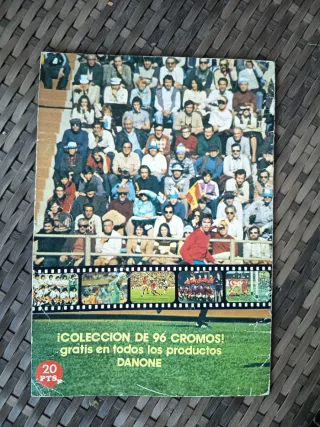 ¡COLECCION DE 96 CROMOS!
gratis en todos los productos
DANONE
20
PTS.